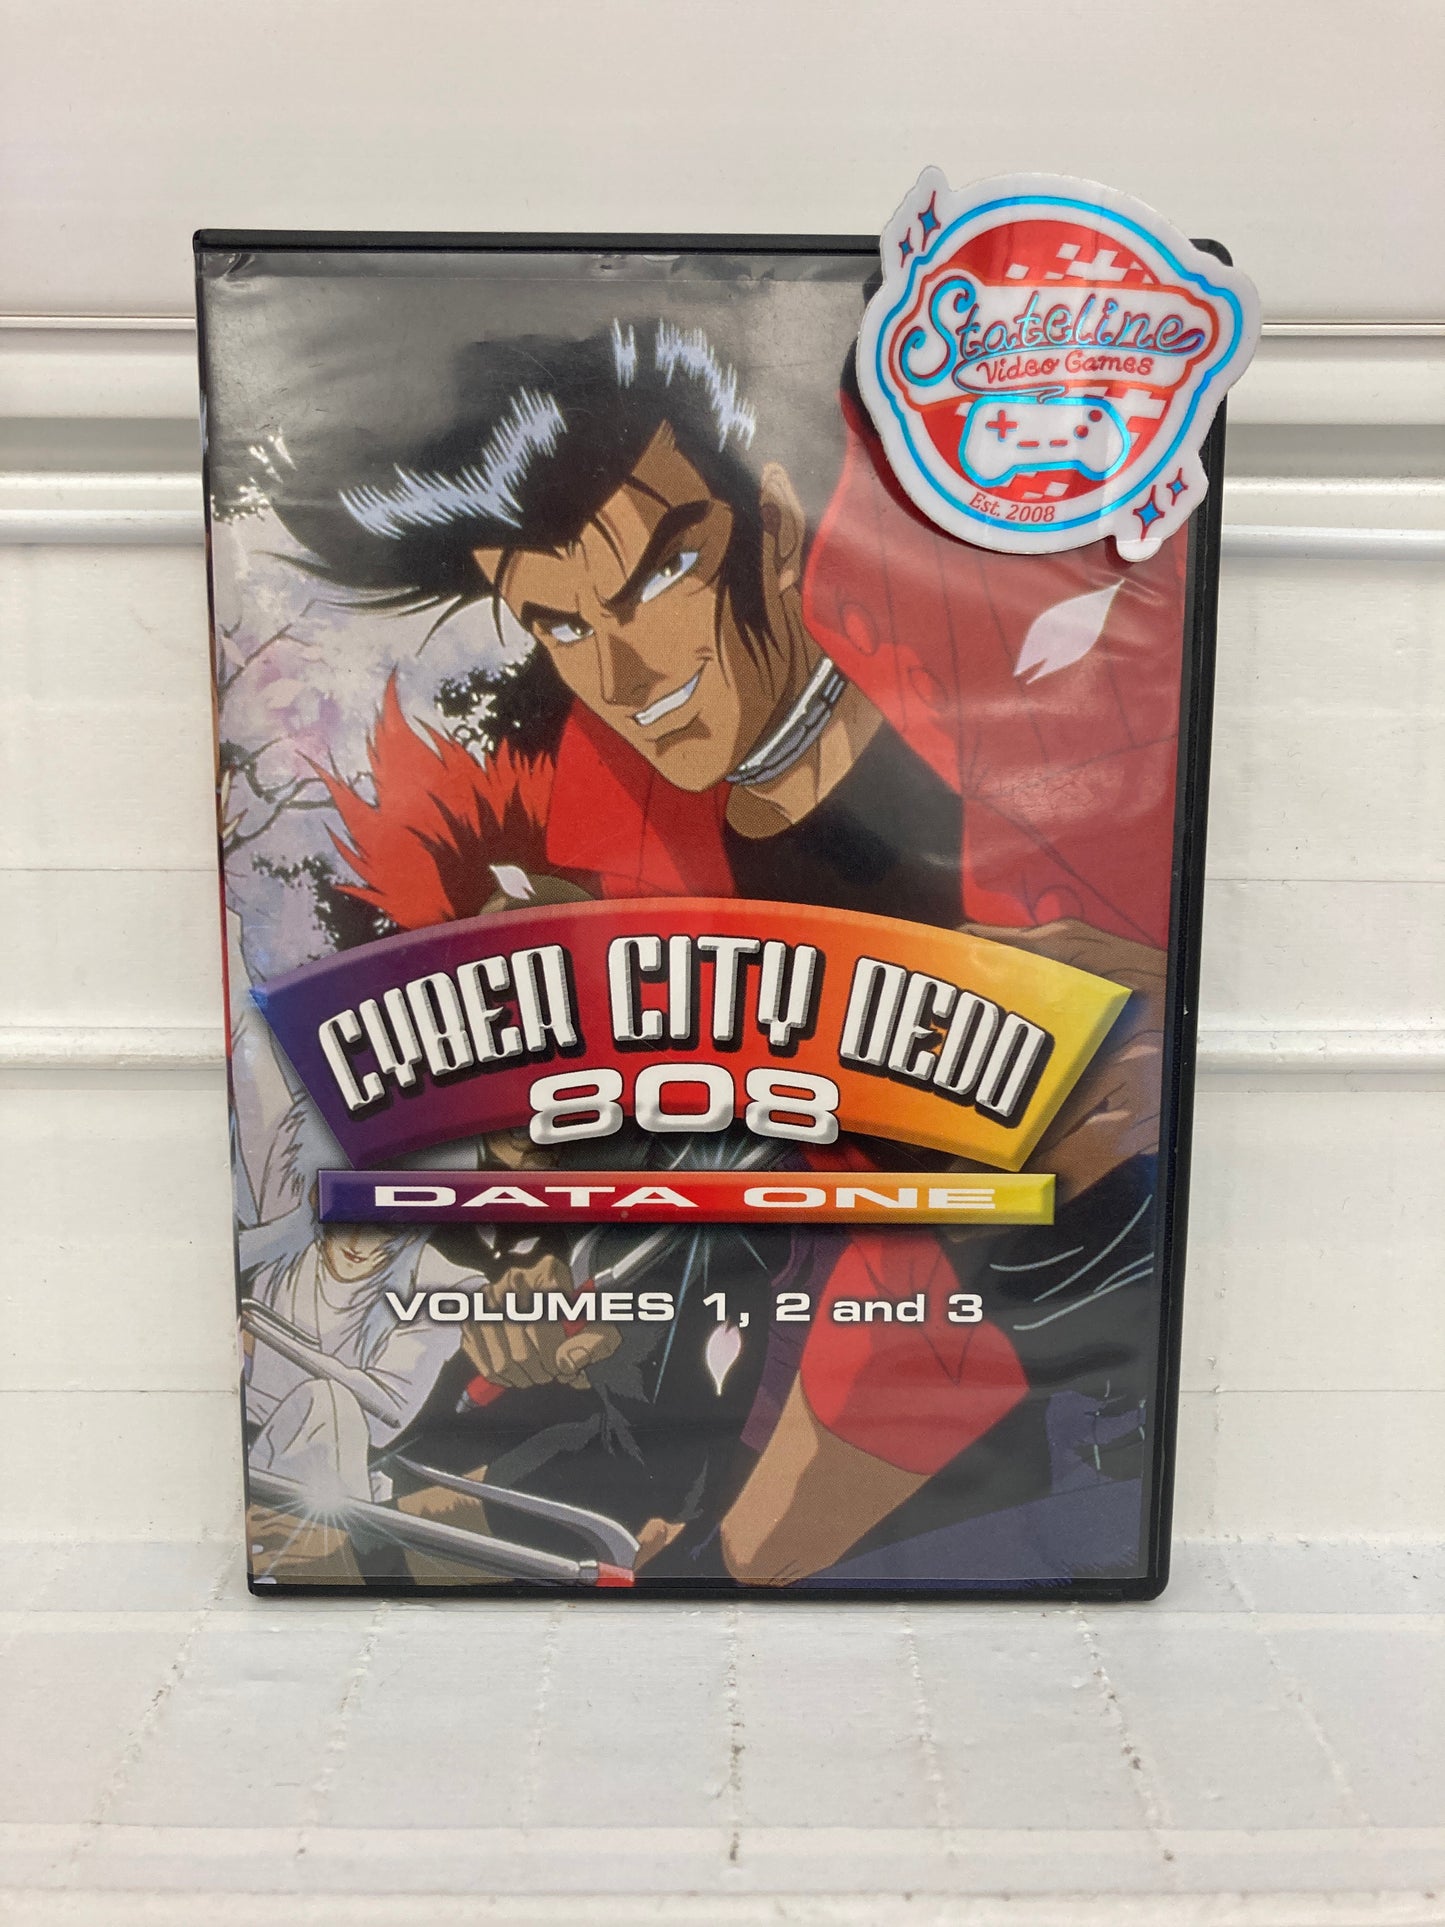 Stateline
Video Games
Est. 2008
CYBER CITY OEDO
808
DATA ONE
VOLUMES 1, 2 and 3